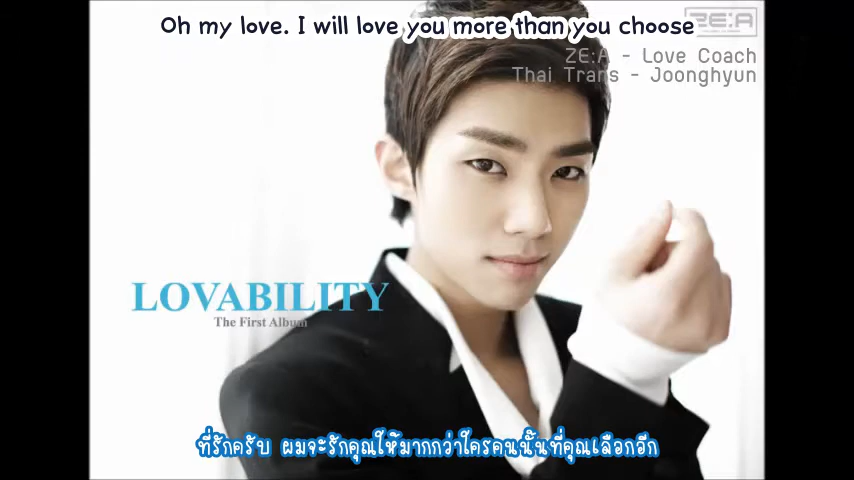 Oh my love. I will love you more than you choose
ZE:A
ZE:A - Love Coach
Thai Trans - Joonghyun
LOVABILITY
The First Album
ที่รักครับ ผมจะรักคุณให้มากกว่าใครคนนั้นที่คุณเลือกอีก